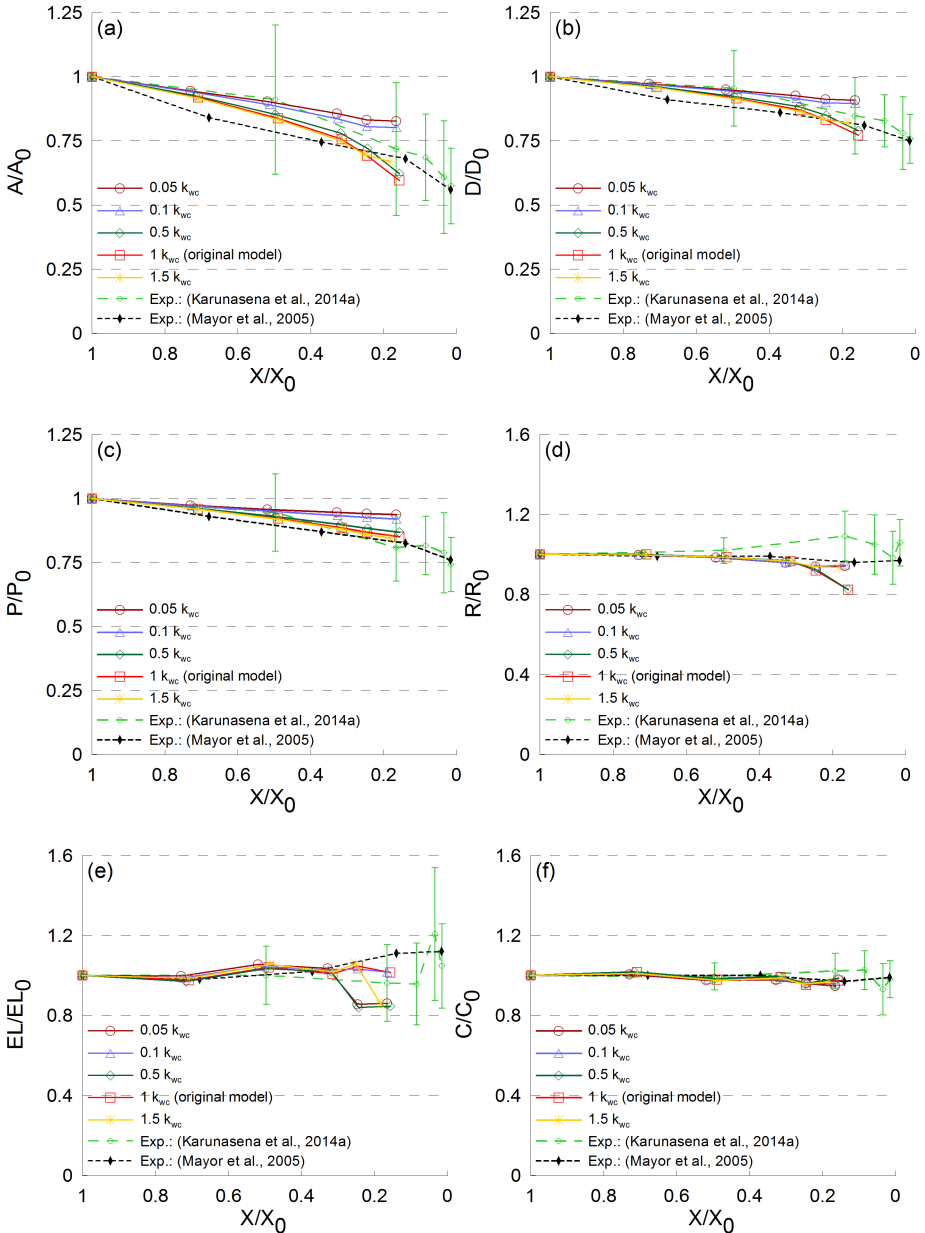 (a)
A/A0
1.25
1
0.75
0.5
0.25
0
0.05 kwc
0.1 kwc
0.5 kwc
1 kwc (original model)
1.5 kwc
Exp.: (Karunasena et al., 2014a)
Exp.: (Mayor et al., 2005)
1 0.8 0.6 0.4 0.2 0
X/X0
(b)
D/D0
1.25
1
0.75
0.5
0.25
0
0.05 kwc
0.1 kwc
0.5 kwc
1 kwc (original model)
1.5 kwc
Exp.: (Karunasena et al., 2014a)
Exp.: (Mayor et al., 2005)
1 0.8 0.6 0.4 0.2 0
X/X0
(c)
P/P0
1.25
1
0.75
0.5
0.25
0
0.05 kwc
0.1 kwc
0.5 kwc
1 kwc (original model)
1.5 kwc
Exp.: (Karunasena et al., 2014a)
Exp.: (Mayor et al., 2005)
1 0.8 0.6 0.4 0.2 0
X/X0
(d)
R/R0
1.6
1.2
0.8
0.4
0
0.05 kwc
0.1 kwc
0.5 kwc
1 kwc (original model)
1.5 kwc
Exp.: (Karunasena et al., 2014a)
Exp.: (Mayor et al., 2005)
1 0.8 0.6 0.4 0.2 0
X/X0
(e)
EL/EL0
1.6
1.2
0.8
0.4
0
0.05 kwc
0.1 kwc
0.5 kwc
1 kwc (original model)
1.5 kwc
Exp.: (Karunasena et al., 2014a)
Exp.: (Mayor et al., 2005)
1 0.8 0.6 0.4 0.2 0
X/X0
(f)
C/C0
1.6
1.2
0.8
0.4
0
0.05 kwc
0.1 kwc
0.5 kwc
1 kwc (original model)
1.5 kwc
Exp.: (Karunasena et al., 2014a)
Exp.: (Mayor et al., 2005)
1 0.8 0.6 0.4 0.2 0
X/X0